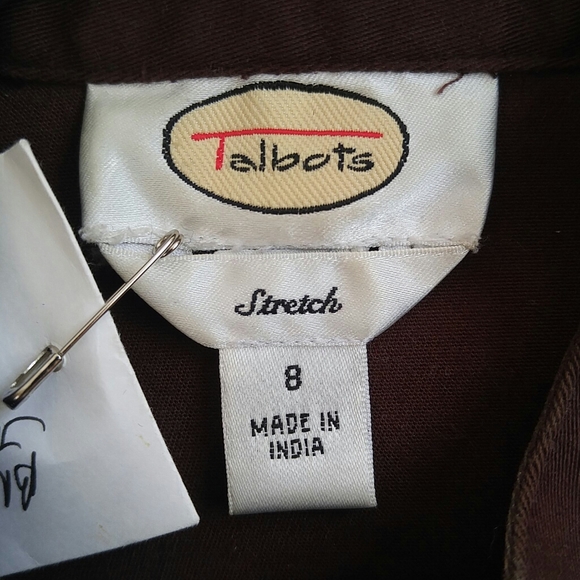 Talbots
Stretch
8
MADE IN
INDIA